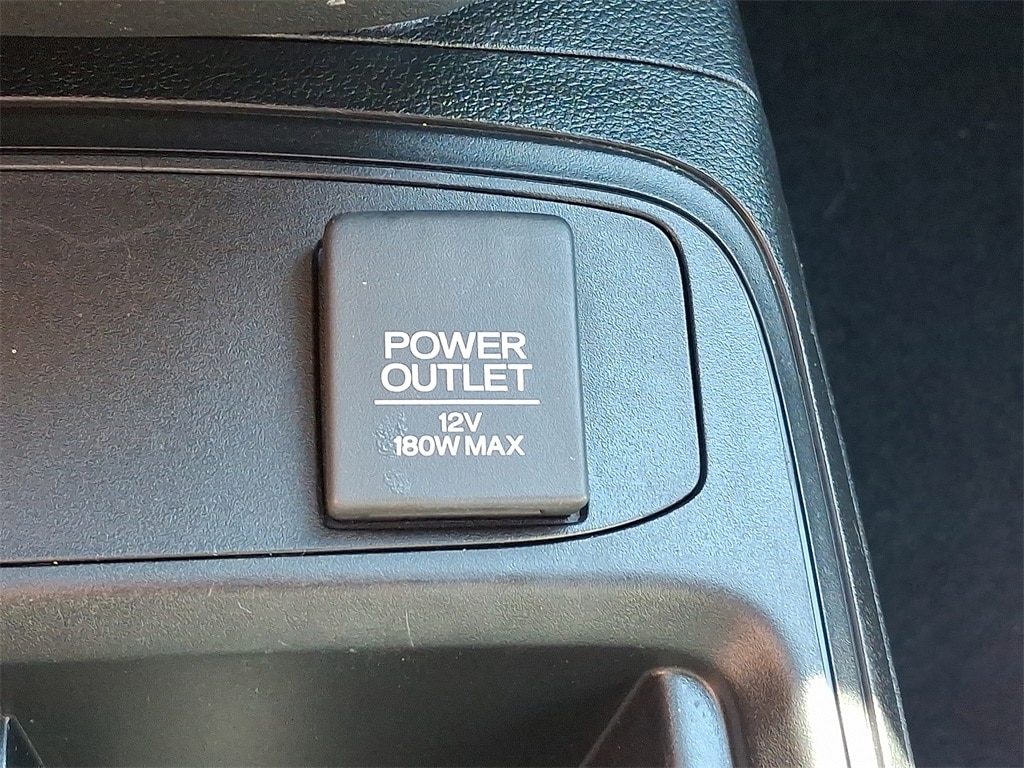 POWER
OUTLET
12V
180W MAX